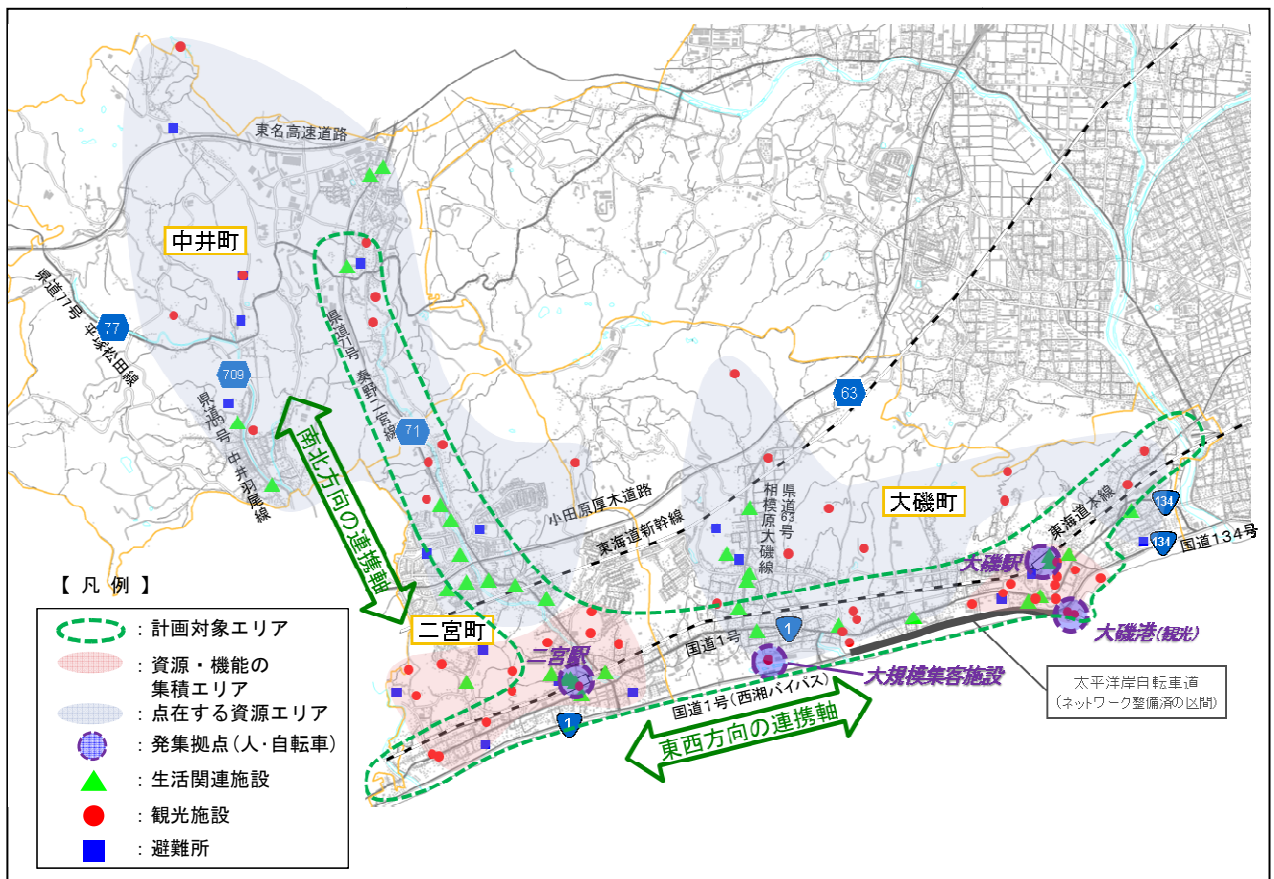 東名高速道路
中井町
県道77号 平塚松田線
77
709
県道709号 中井羽尾線
県道71号 秦野二宮線
71
63
南北方向の連携軸
小田原厚木道路
東海道新幹線
県道63号
相模原大磯線
大磯町
東海道本線
134
134
国道134号
大磯駅
大磯港(観光)
二宮町
二宮駅
国道1号
1
大規模集客施設
国道1号(西湘バイパス)
1
東西方向の連携軸
太平洋岸自転車道
(ネットワーク整備済の区間)
【 凡 例 】
:計画対象エリア
:資源・機能の
集積エリア
:点在する資源エリア
:発集拠点(人・自転車)
:生活関連施設
:観光施設
:避難所